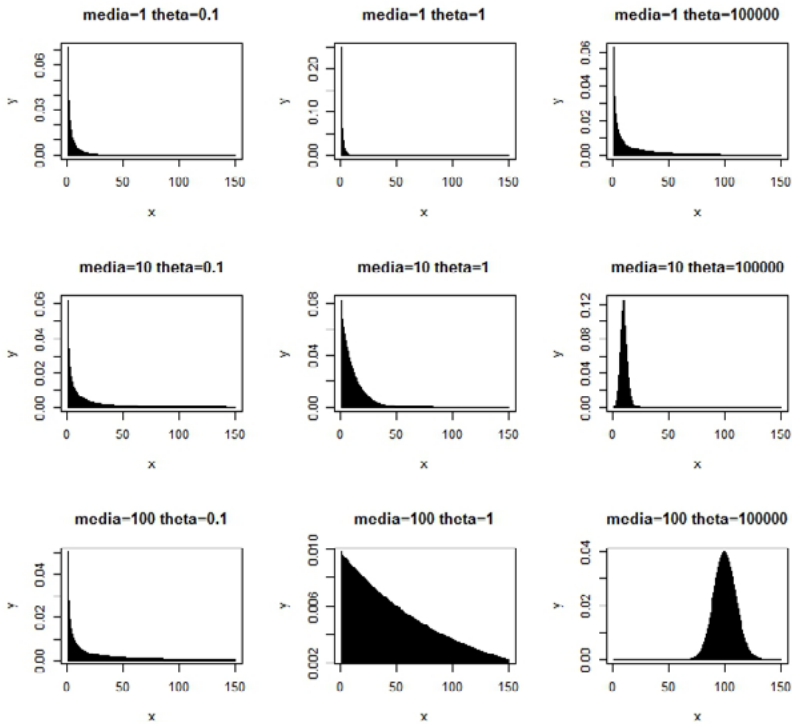 media−1 theta−0.1
media−1 theta−1
media−1 theta−100000
y
0.06
0.03
0.00
0 50 100 150
x
y
0.20
0.10
0.00
0 50 100 150
x
y
0.06
0.04
0.02
0.00
0 50 100 150
x
media=10 theta=0.1
media=10 theta=1
media=10 theta=100000
y
0.06
0.04
0.02
0.00
0 50 100 150
x
y
0.08
0.04
0.00
0 50 100 150
x
y
0.12
0.08
0.04
0.00
0 50 100 150
x
media−100 theta−0.1
media−100 theta−1
media−100 theta−100000
y
0.04
0.02
0.00
0 50 100 150
x
y
0.010
0.006
0.002
0 50 100 150
x
y
0.04
0.02
0.00
0 50 100 150
x